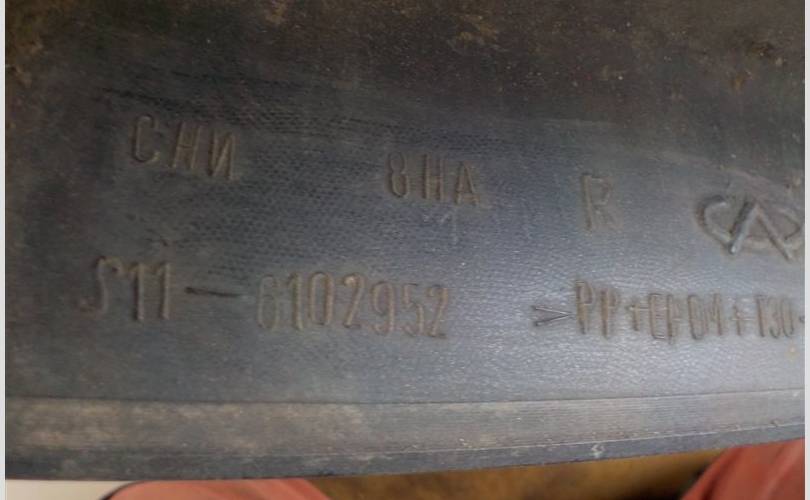 CHN 8HA R
S11-6102952 >PP+EPDM+T30